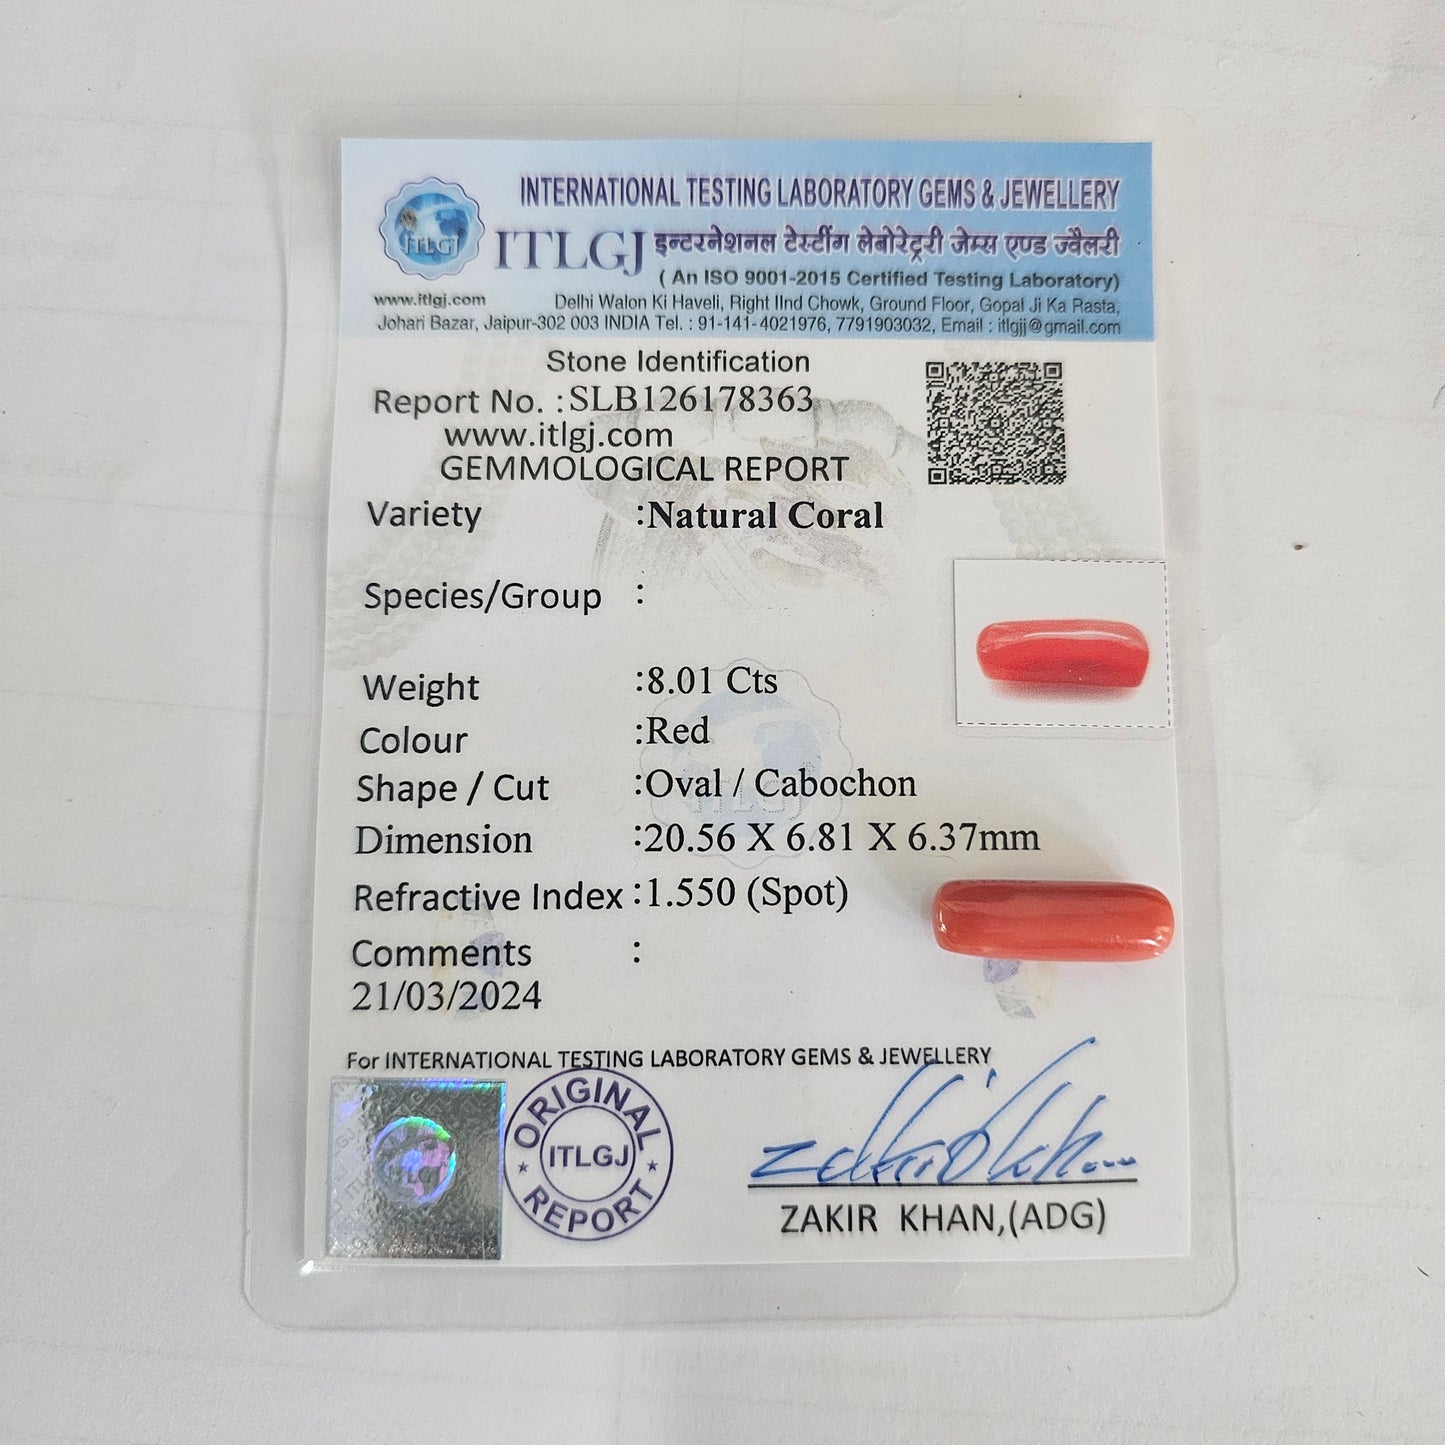 INTERNATIONAL TESTING LABORATORY GEMS & JEWELLERY
ITLGJ
ITLGJ इन्टरनेशनल टेस्टींग लेबोरेट्ररी जेम्स एण्ड ज्वैलरी
( An ISO 9001-2015 Certified Testing Laboratory)
www.itlgj.com Delhi Walon Ki Haveli, Right IInd Chowk, Ground Floor, Gopal Ji Ka Rasta,
Johari Bazar, Jaipur-302 003 INDIA Tel. : 91-141-4021976, 7791903032, Email : itlgjj@gmail.com
Stone Identification
Report No. :SLB126178363
www.itlgj.com
GEMMOLOGICAL REPORT
Variety :Natural Coral
Species/Group :
Weight :8.01 Cts
Colour :Red
Shape / Cut :Oval / Cabochon
ITLGJ
Dimension :20.56 X 6.81 X 6.37mm
Refractive Index :1.550 (Spot)
Comments :
21/03/2024
For INTERNATIONAL TESTING LABORATORY GEMS & JEWELLERY
ORIGINAL
ITLGJ
REPORT
ZAKIR KHAN,(ADG)